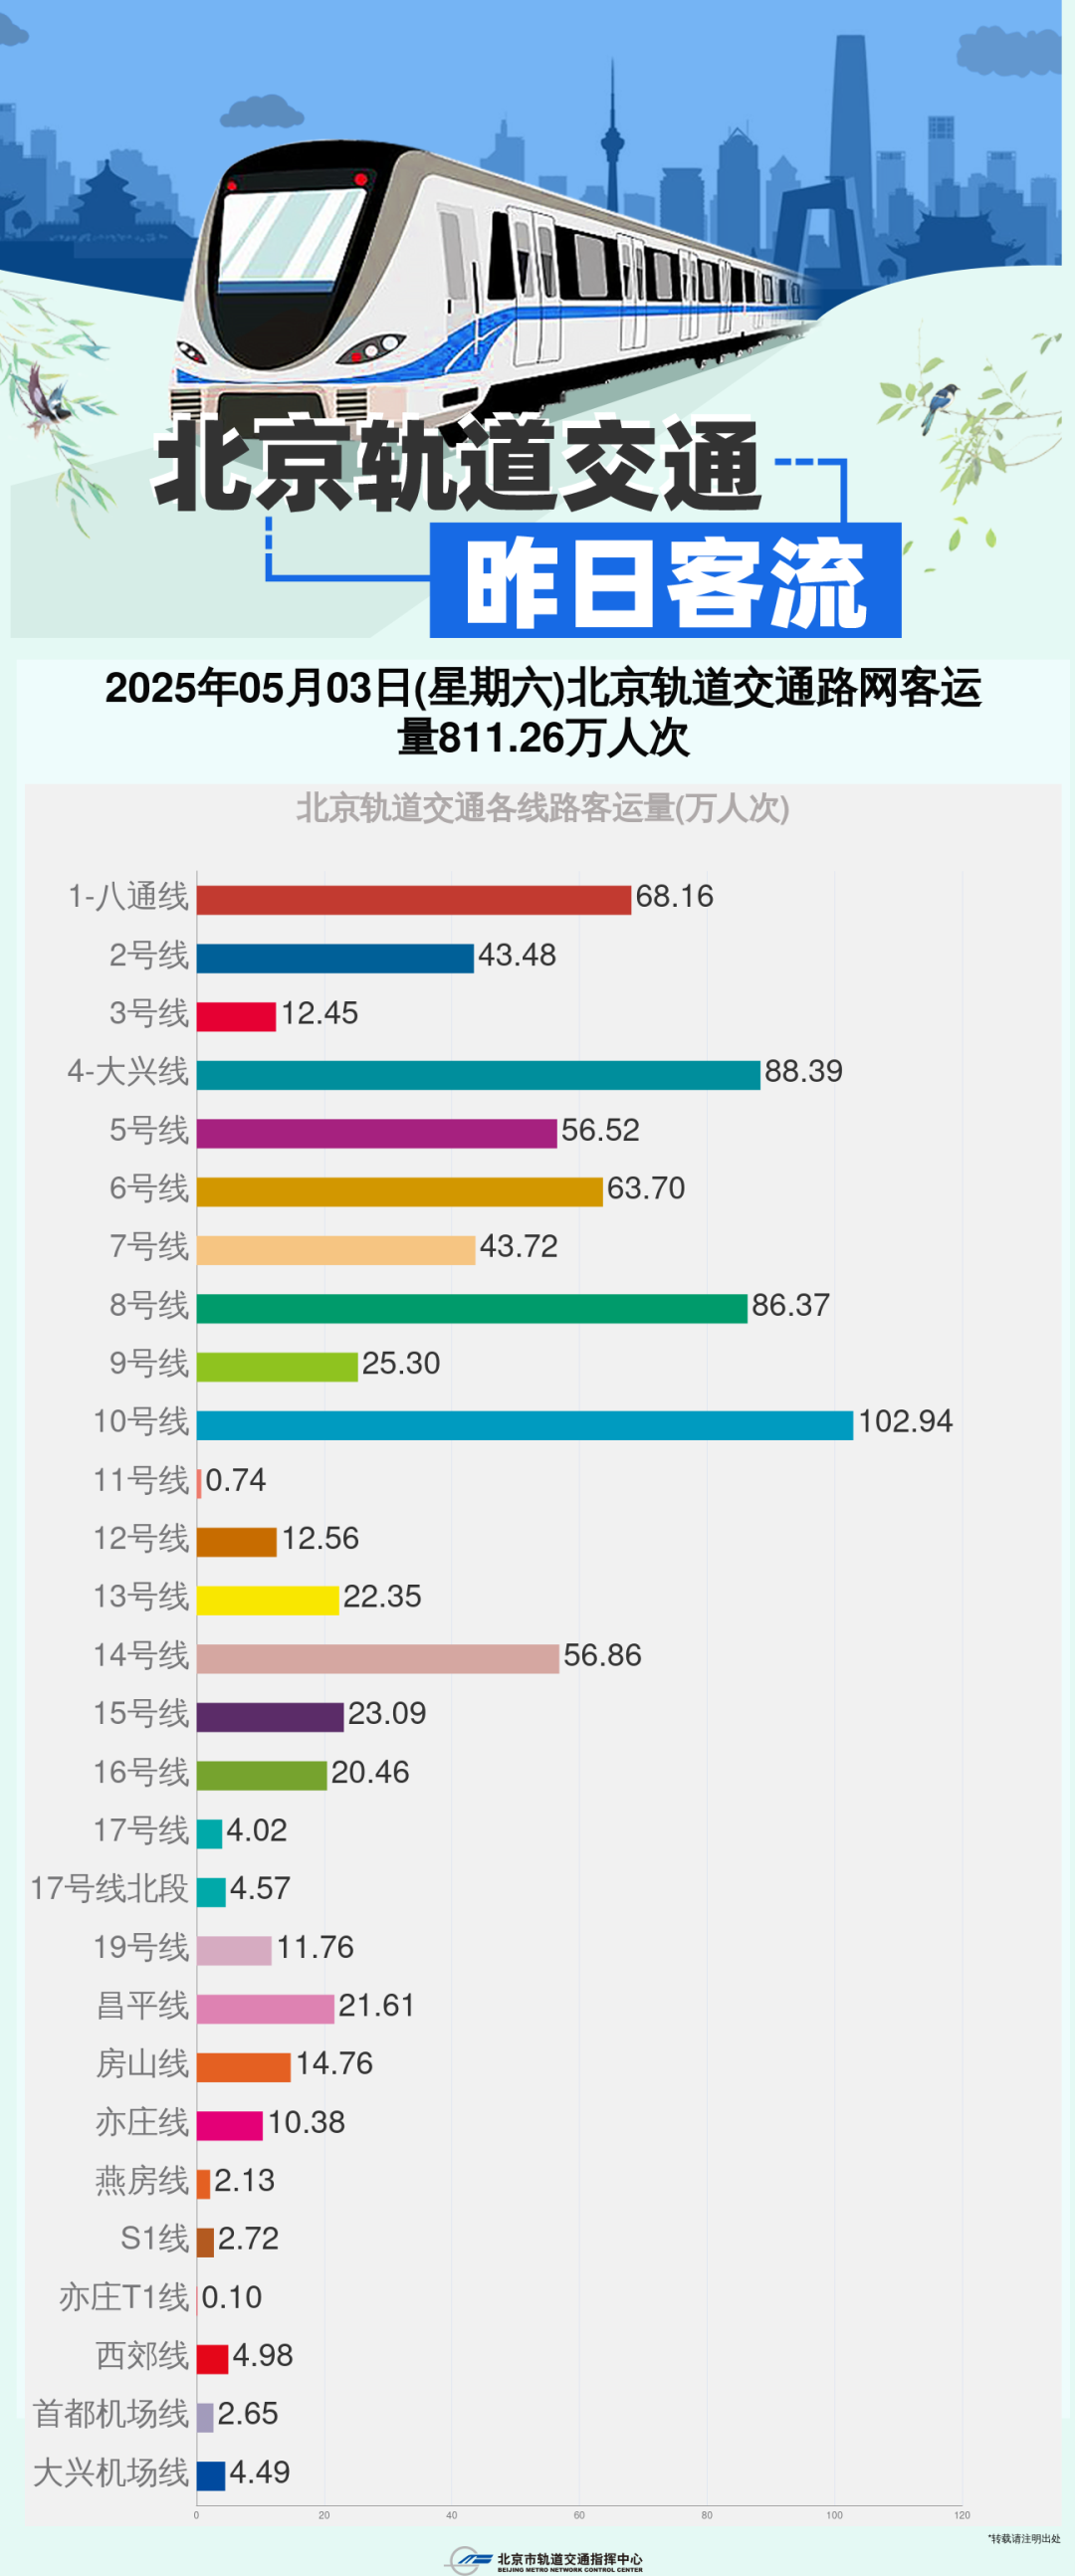 北京轨道交通
昨日客流
2025年05月03日(星期六)北京轨道交通路网客运
量811.26万人次
北京轨道交通各线路客运量(万人次)
1-八通线 68.16
2号线 43.48
3号线 12.45
4-大兴线 88.39
5号线 56.52
6号线 63.70
7号线 43.72
8号线 86.37
9号线 25.30
10号线 102.94
11号线 0.74
12号线 12.56
13号线 22.35
14号线 56.86
15号线 23.09
16号线 20.46
17号线 4.02
17号线北段 4.57
19号线 11.76
昌平线 21.61
房山线 14.76
亦庄线 10.38
燕房线 2.13
S1线 2.72
亦庄T1线 0.10
西郊线 4.98
首都机场线 2.65
大兴机场线 4.49
0 20 40 60 80 100 120
*转载请注明出处
北京市轨道交通指挥中心
BEIJING METRO NETWORK CONTROL CENTER